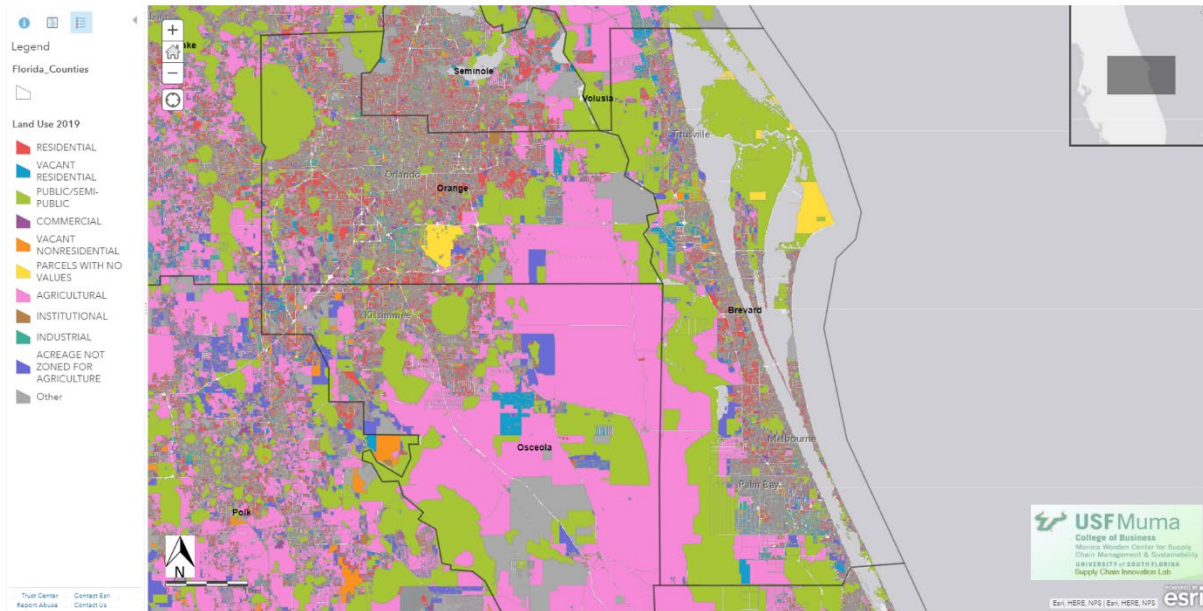 Legend
Florida_Counties
Land Use 2019
RESIDENTIAL
VACANT
RESIDENTIAL
PUBLIC/SEMI-
PUBLIC
COMMERCIAL
VACANT
NONRESIDENTIAL
PARCELS WITH NO
VALUES
AGRICULTURAL
INSTITUTIONAL
INDUSTRIAL
ACREAGE NOT
ZONED FOR
AGRICULTURE
Other
Trust Center
Contact Esri
Report Abuse
Contact Us
Seminole
Volusia
Titusville
Orlando
Orange
Kissimmee
Brevard
Melbourne
Osceola
Palm Bay
Polk
N
USF Muma
College of Business
Monica Wooden Center for Supply
Chain Management & Sustainability
UNIVERSITY of SOUTH FLORIDA
Supply Chain Innovation Lab
Esri, HERE, NPS | Esri, HERE, NPS
POWERED BY
esri